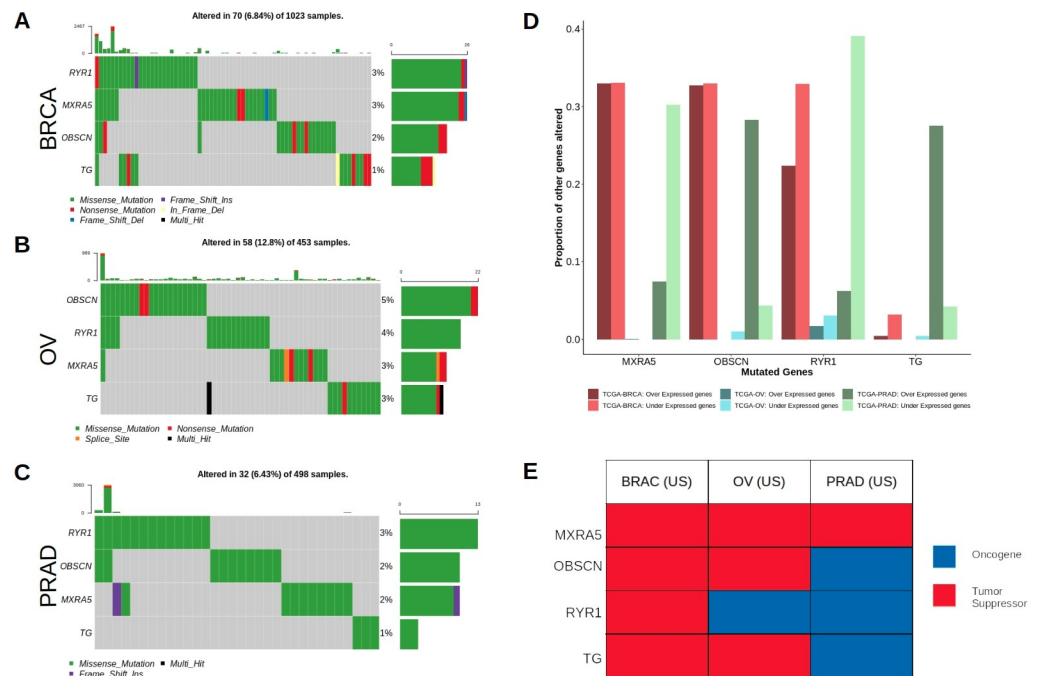 A
Altered in 70 (6.84%) of 1023 samples.
2467
0
0
26
BRCA
RYR1
3%
MXRA5
3%
OBSCN
2%
TG
1%
Missense_Mutation
Frame_Shift_Ins
Nonsense_Mutation
In_Frame_Del
Frame_Shift_Del
Multi_Hit
B
Altered in 58 (12.8%) of 453 samples.
0
0
22
OV
OBSCN
5%
RYR1
4%
MXRA5
3%
TG
3%
Missense_Mutation
Nonsense_Mutation
Splice_Site
Multi_Hit
C
Altered in 32 (6.43%) of 498 samples.
0
0
13
PRAD
RYR1
3%
OBSCN
2%
MXRA5
2%
TG
1%
Missense_Mutation
Multi_Hit
Frame_Shift_Ins
D
Proportion of other genes altered
0.4
0.3
0.2
0.1
0.0
MXRA5
OBSCN
RYR1
TG
Mutated Genes
TCGA-BRCA: Over Expressed genes
TCGA-OV: Over Expressed genes
TCGA-PRAD: Over Expressed genes
TCGA-BRCA: Under Expressed genes
TCGA-OV: Under Expressed genes
TCGA-PRAD: Under Expressed genes
E
BRAC (US)
OV (US)
PRAD (US)
MXRA5
OBSCN
RYR1
TG
Oncogene
Tumor
Suppressor